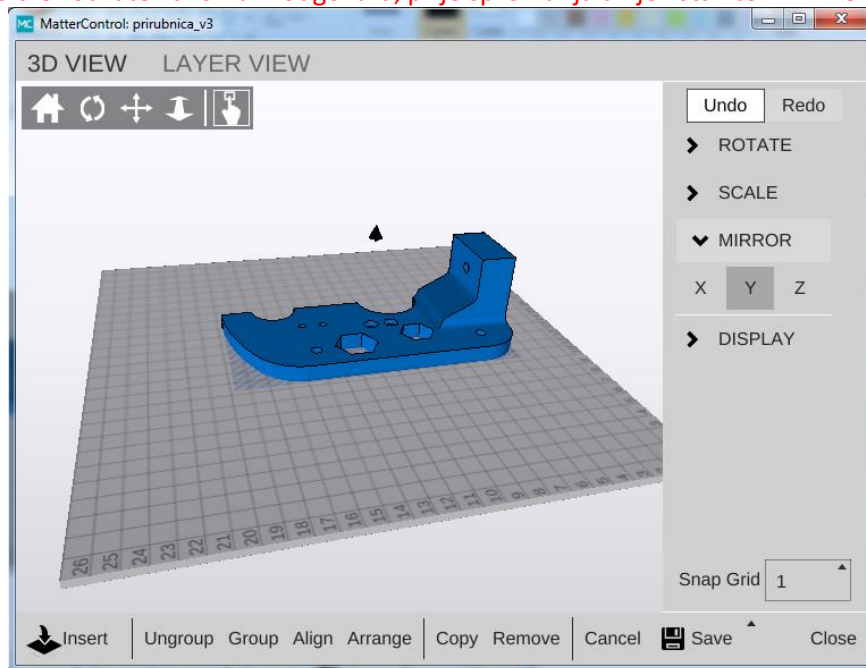 MatterControl: prirubnica_v3
3D VIEW LAYER VIEW
Undo Redo
ROTATE
SCALE
MIRROR
X Y Z
DISPLAY
26 25 24 23 22 21 20 19 18 17 16 15 14 13 12 11 10 9 8 7 6 5 4 3
Snap Grid 1
Insert Ungroup Group Align Arrange Copy Remove Cancel Save Close